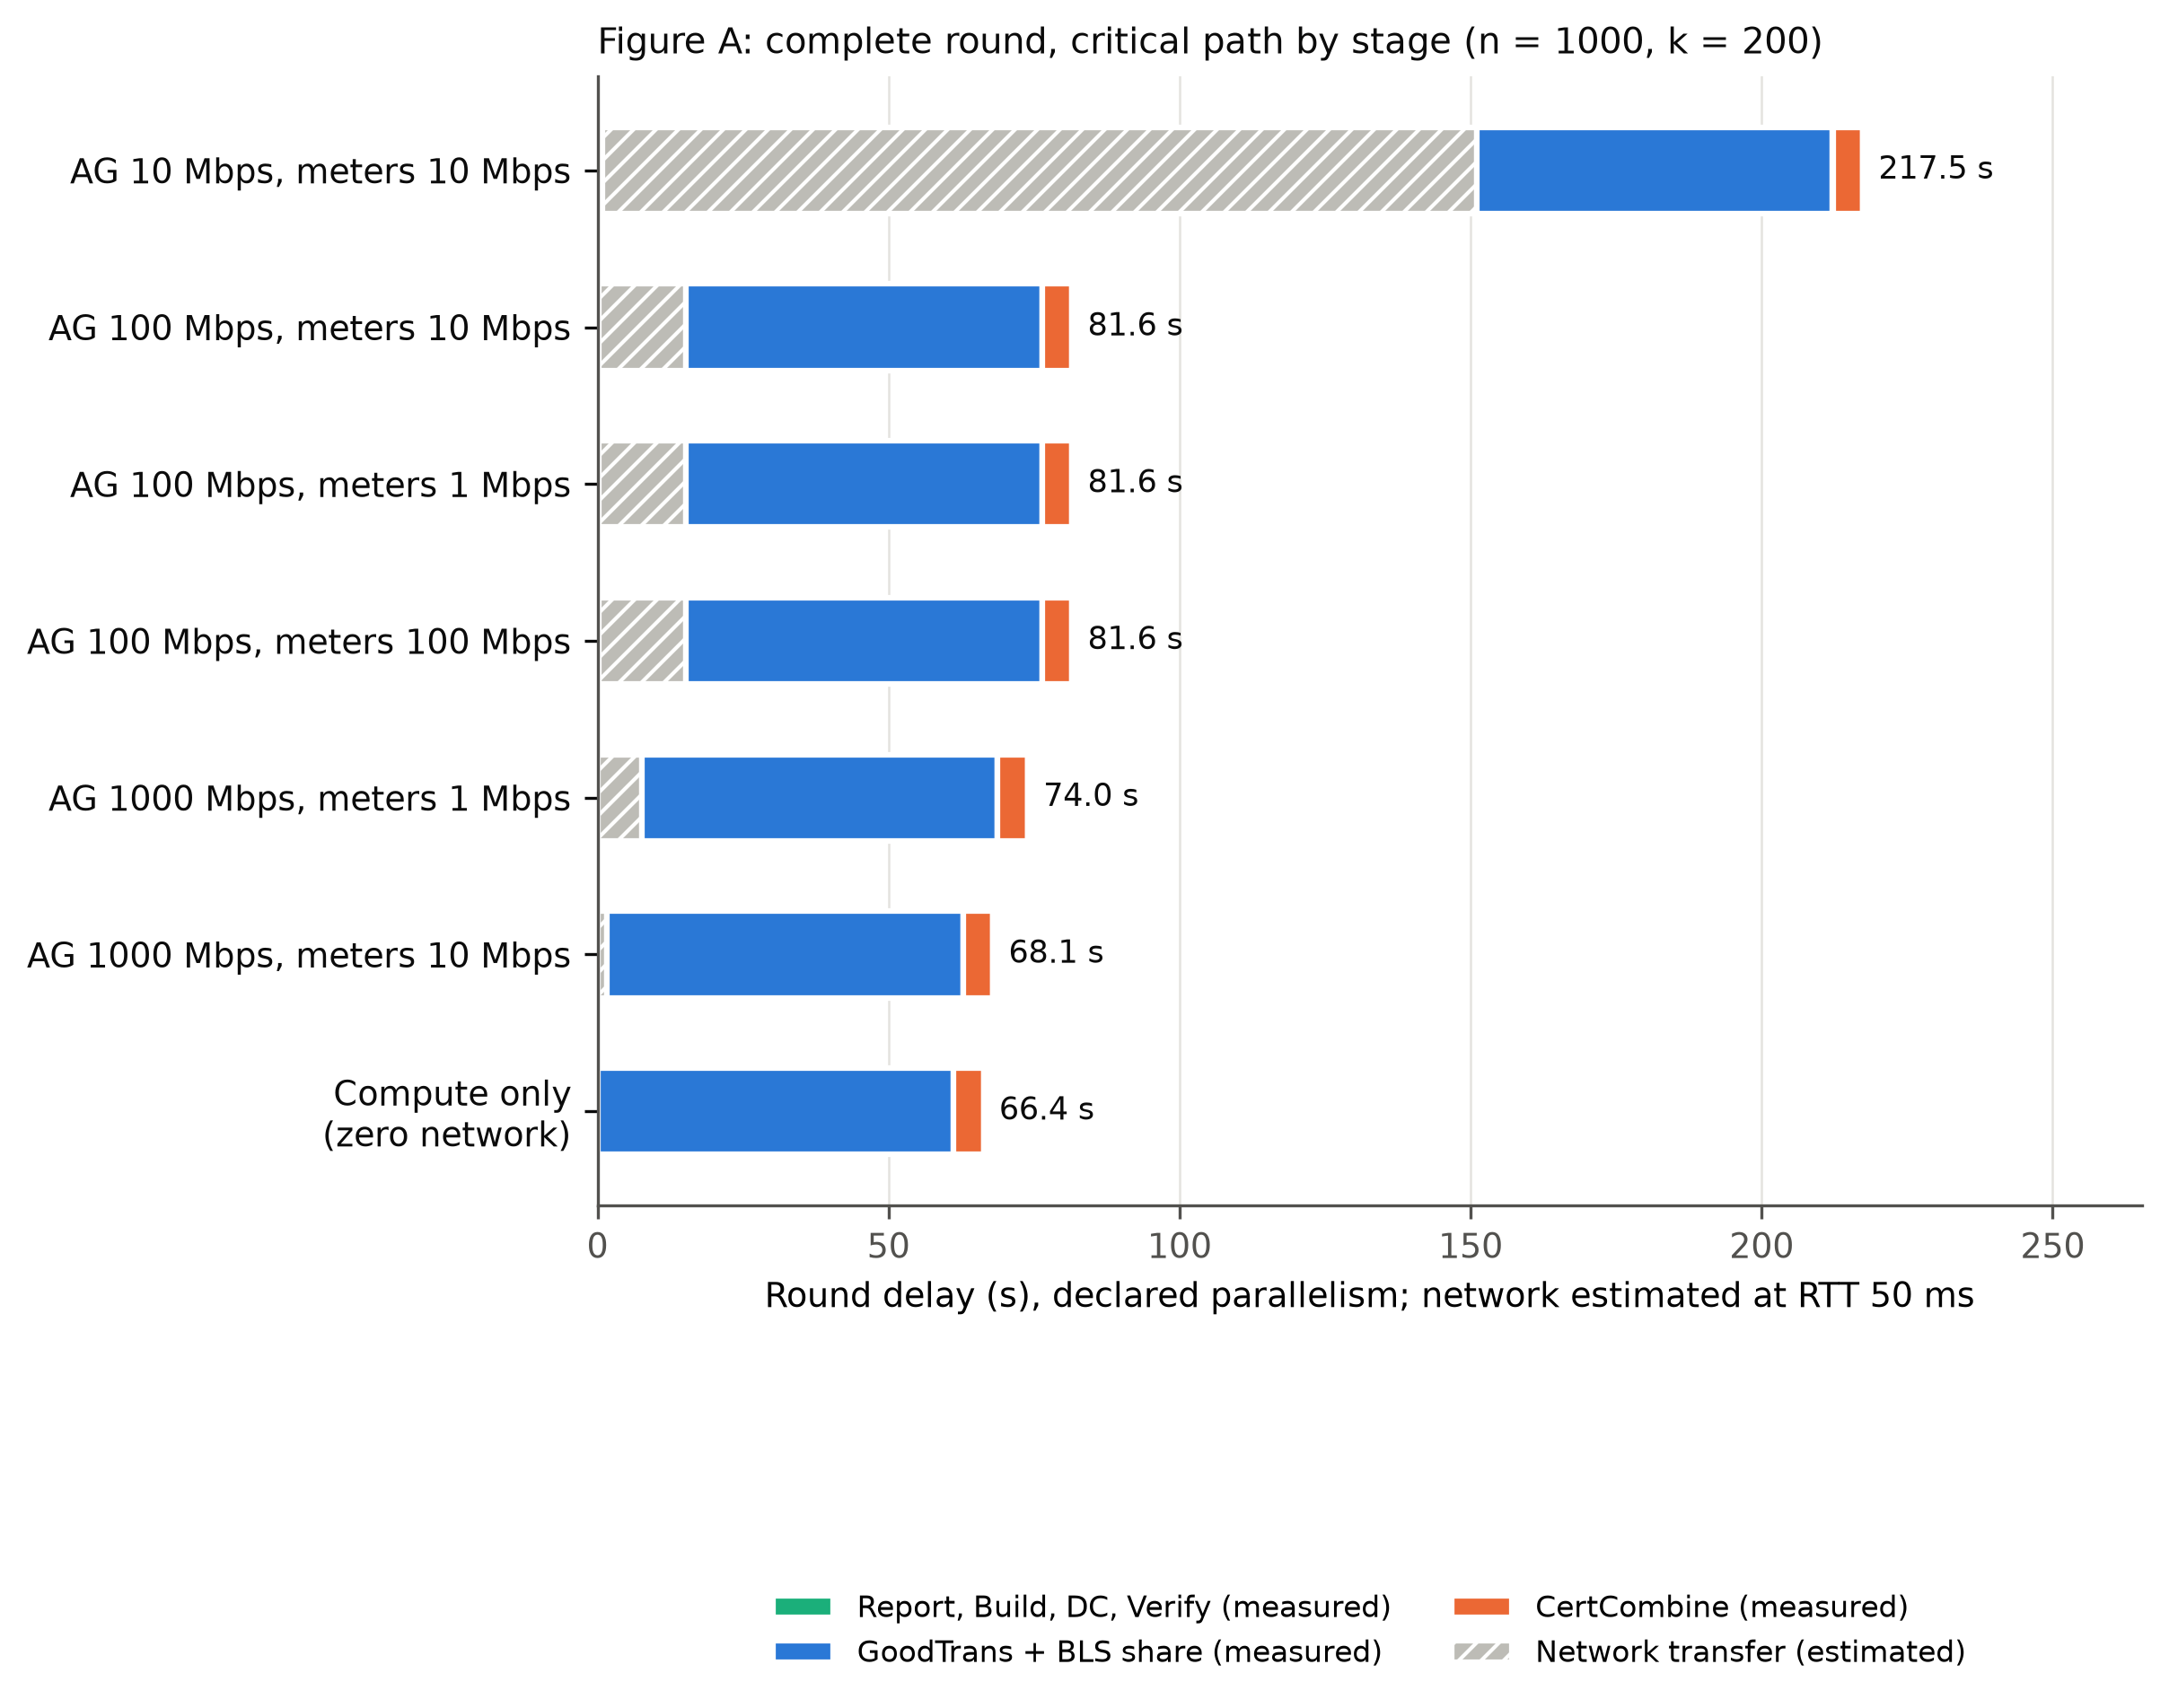 Figure A: complete round, critical path by stage (n = 1000, k = 200)
AG 10 Mbps, meters 10 Mbps
217.5 s
AG 100 Mbps, meters 10 Mbps
81.6 s
AG 100 Mbps, meters 1 Mbps
81.6 s
AG 100 Mbps, meters 100 Mbps
81.6 s
AG 1000 Mbps, meters 1 Mbps
74.0 s
AG 1000 Mbps, meters 10 Mbps
68.1 s
Compute only
(zero network)
66.4 s
0 50 100 150 200 250
Round delay (s), declared parallelism; network estimated at RTT 50 ms
Report, Build, DC, Verify (measured)
GoodTrans + BLS share (measured)
CertCombine (measured)
Network transfer (estimated)